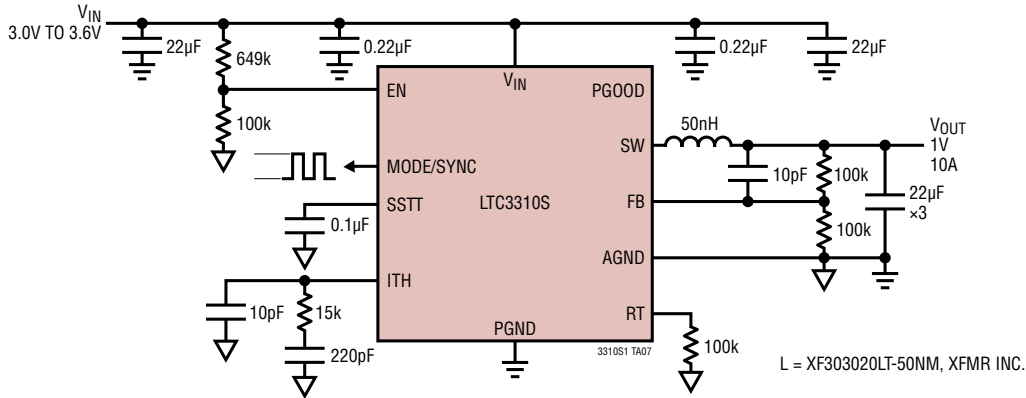 VIN
3.0V TO 3.6V
22µF
649k
0.22µF
0.22µF
22µF
100k
EN
VIN
PGOOD
50nH
SW
VOUT
1V
10A
MODE/SYNC
10pF
100k
22µF
×3
SSTT
LTC3310S
FB
0.1µF
100k
AGND
ITH
10pF
15k
RT
220pF
PGND
100k
3310S1 TA07
L = XF303020LT-50NM, XFMR INC.